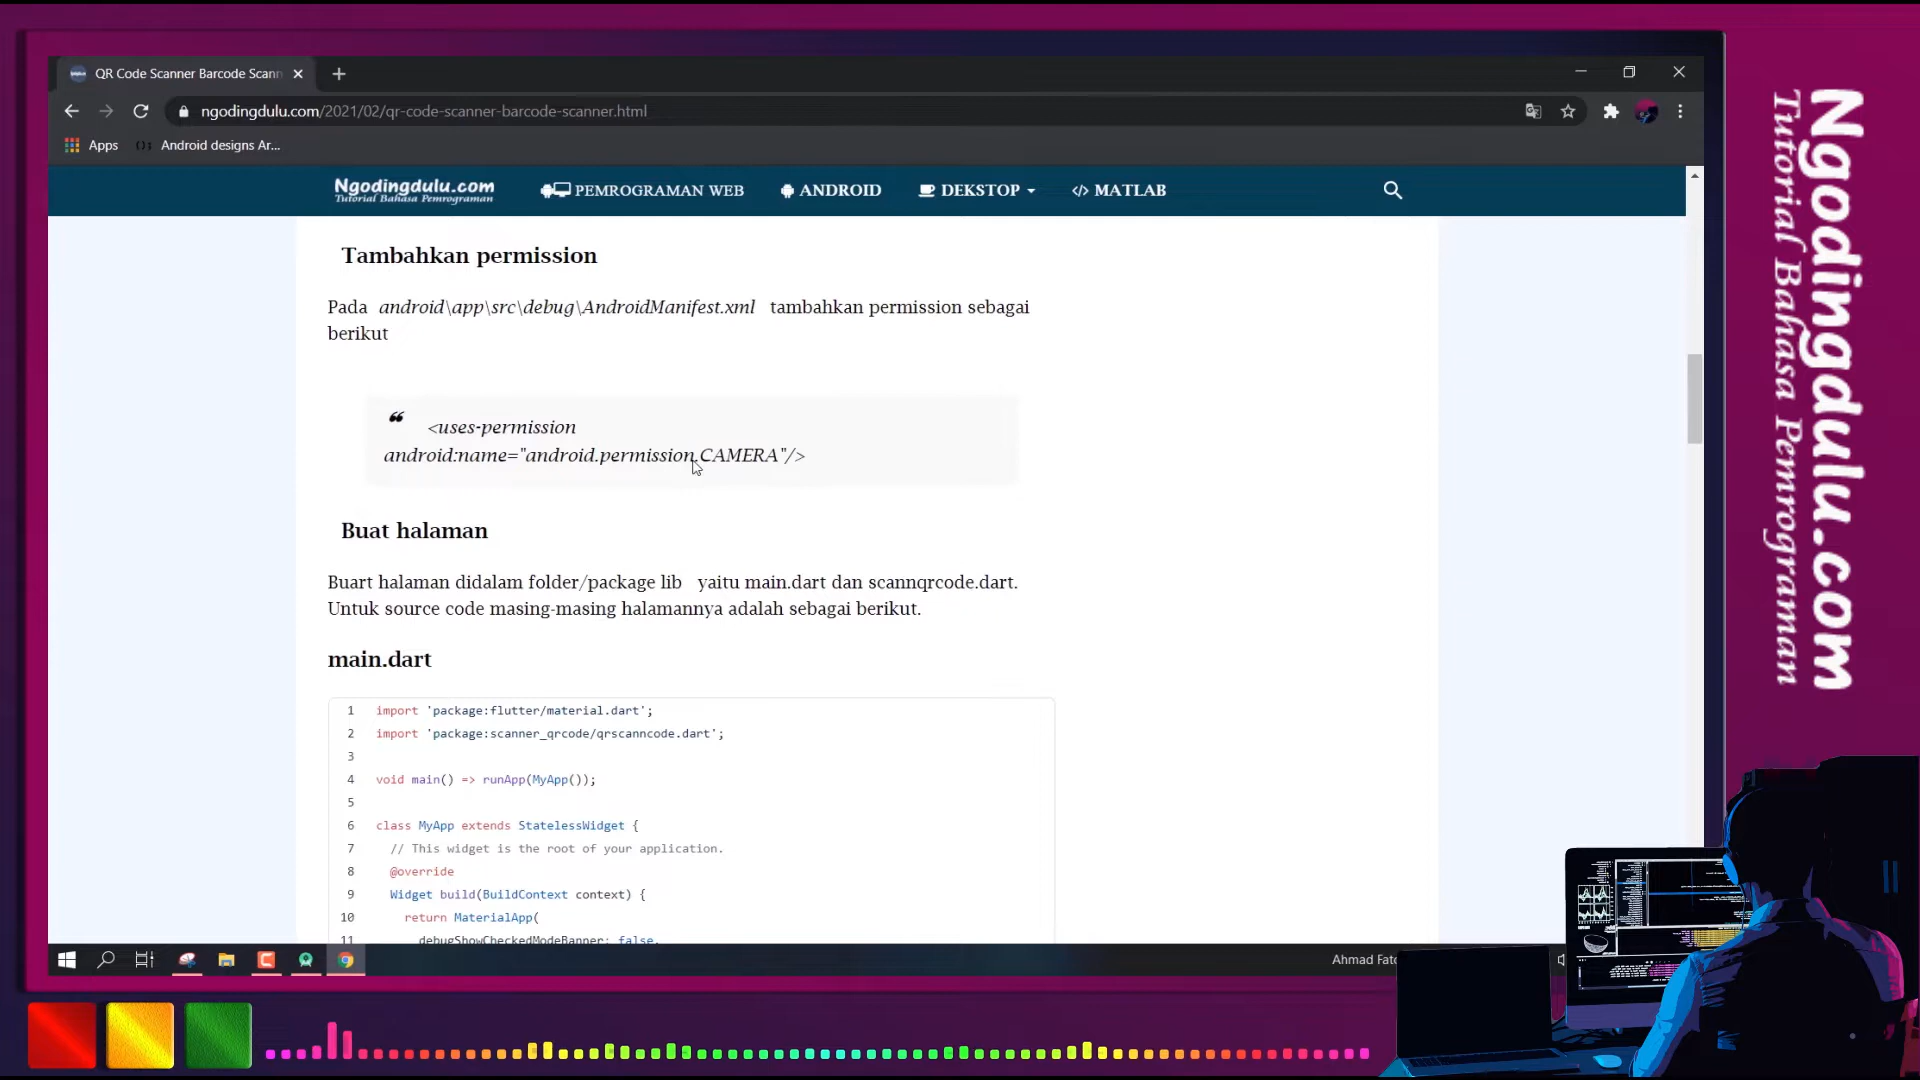 QR Code Scanner Barcode Scann
ngodingdulu.com/2021/02/qr-code-scanner-barcode-scanner.html
Apps
Android designs Ar...
Ngodingdulu.com
Tutorial Bahasa Pemrograman
PEMROGRAMAN WEB
ANDROID
DEKSTOP
</> MATLAB
Tambahkan permission
Pada android\app\src\debug\AndroidManifest.xml tambahkan permission sebagai
berikut
❝ <uses-permission
android:name="android.permission.CAMERA"/>
Buat halaman
Buart halaman didalam folder/package lib yaitu main.dart dan scannqrcode.dart.
Untuk source code masing-masing halamannya adalah sebagai berikut.
main.dart
1 import 'package:flutter/material.dart';
2 import 'package:scanner_qrcode/qrscanncode.dart';
3
4 void main() => runApp(MyApp());
5
6 class MyApp extends StatelessWidget {
7 // This widget is the root of your application.
8 @override
9 Widget build(BuildContext context) {
10 return MaterialApp(
11 debugShowCheckedModeBanner: false,
Ahmad Fato
Ngodingdulu.com
Tutorial Bahasa Pemrograman